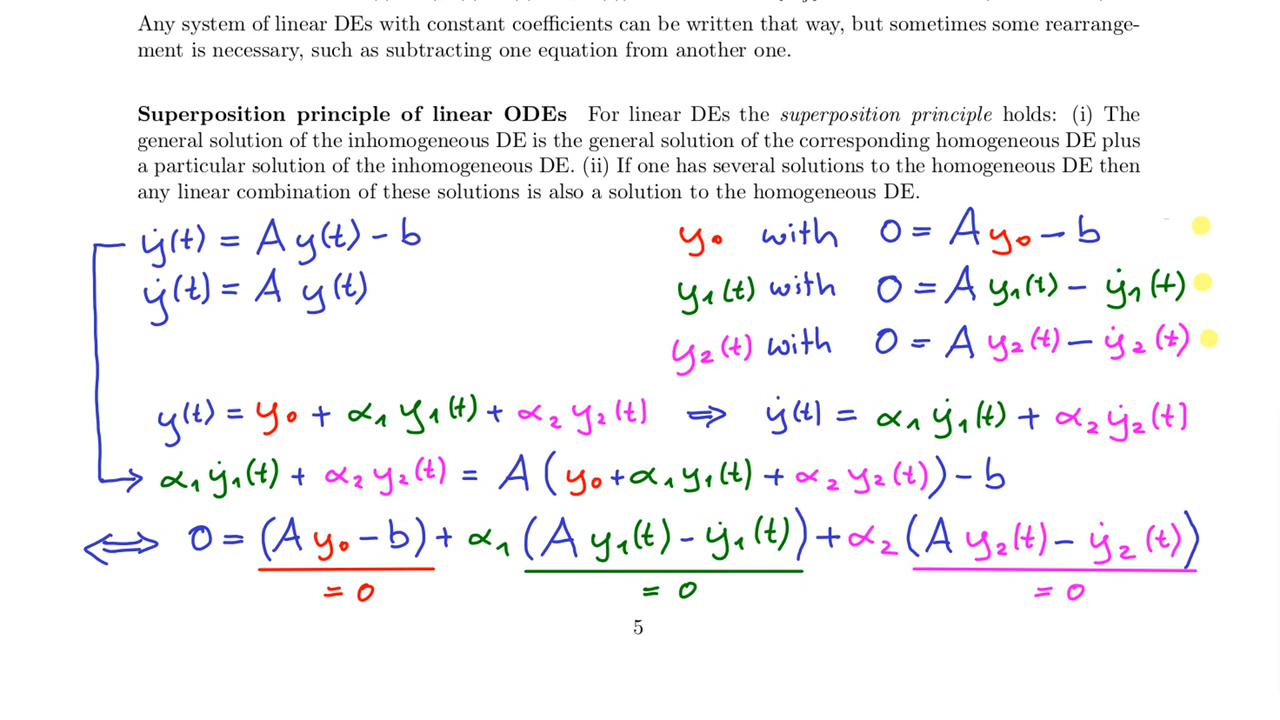 Any system of linear DEs with constant coefficients can be written that way, but sometimes some rearrange-
ment is necessary, such as subtracting one equation from another one.
Superposition principle of linear ODEs For linear DEs the superposition principle holds: (i) The
general solution of the inhomogeneous DE is the general solution of the corresponding homogeneous DE plus
a particular solution of the inhomogeneous DE. (ii) If one has several solutions to the homogeneous DE then
any linear combination of these solutions is also a solution to the homogeneous DE.
ẏ(t) = A y(t) - b
ẏ(t) = A y(t)
y₀ with 0 = A y₀ - b
y₁(t) with 0 = A y₁(t) - ẏ₁(t)
y₂(t) with 0 = A y₂(t) - ẏ₂(t)
y(t) = y₀ + α₁ y₁(t) + α₂ y₂(t) ⇒ ẏ(t) = α₁ ẏ₁(t) + α₂ ẏ₂(t)
→ α₁ ẏ₁(t) + α₂ y₂(t) = A (y₀ + α₁ y₁(t) + α₂ y₂(t)) - b
⇔ 0 = (A y₀ - b) + α₁ (A y₁(t) - ẏ₁(t)) + α₂ (A y₂(t) - ẏ₂(t))
= 0 = 0 = 0
5